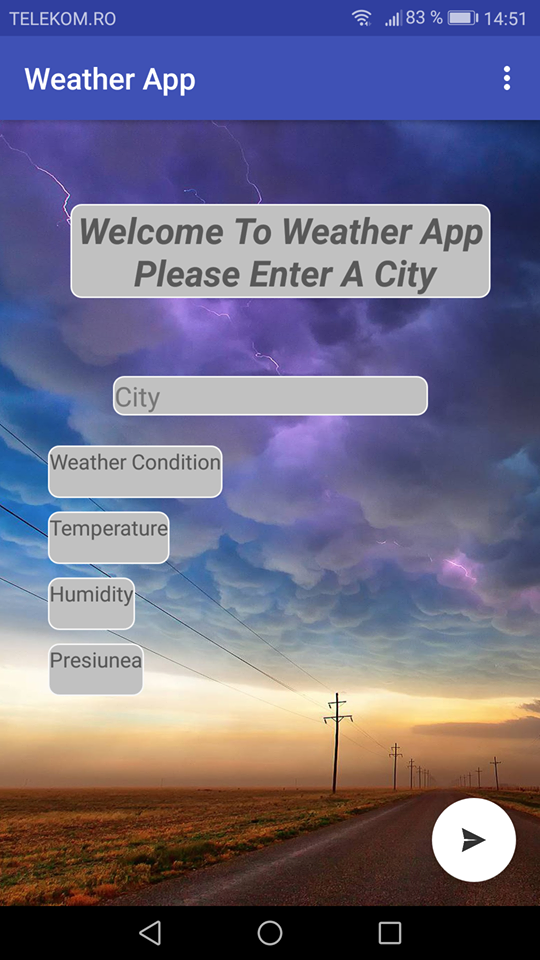 TELEKOM.RO 83 % 14:51
Weather App
Welcome To Weather App
Please Enter A City
City
Weather Condition
Temperature
Humidity
Presiunea